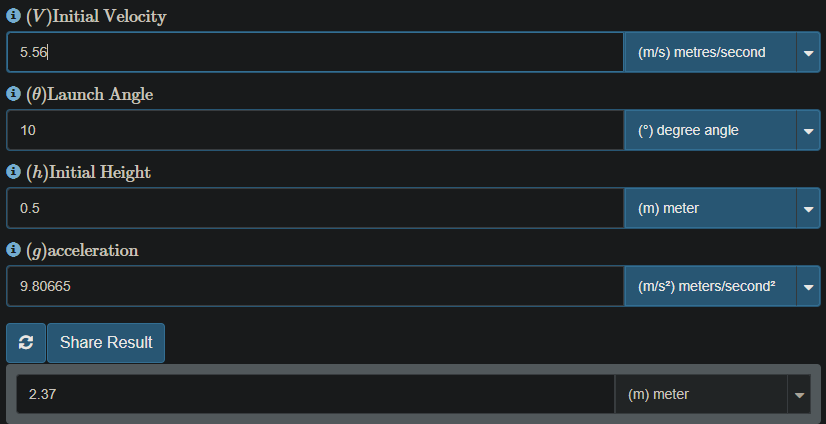 (V)Initial Velocity
5.56 (m/s) metres/second
(θ)Launch Angle
10 (°) degree angle
(h)Initial Height
0.5 (m) meter
(g)acceleration
9.80665 (m/s²) meters/second²
Share Result
2.37 (m) meter